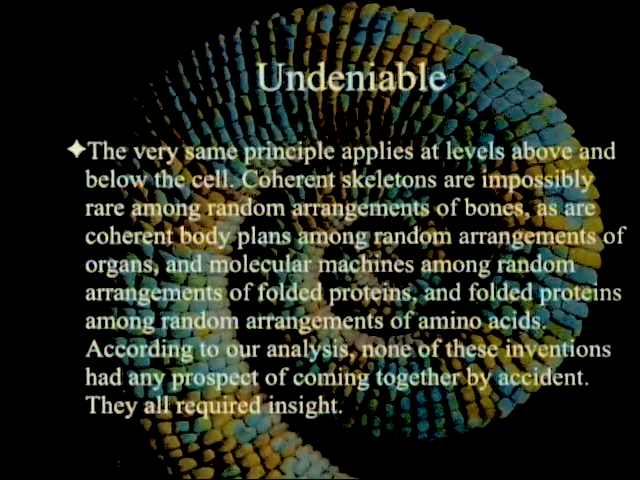 Undeniable
✦The very same principle applies at levels above and
below the cell. Coherent skeletons are impossibly
rare among random arrangements of bones, as are
coherent body plans among random arrangements of
organs, and molecular machines among random
arrangements of folded proteins, and folded proteins
among random arrangements of amino acids.
According to our analysis, none of these inventions
had any prospect of coming together by accident.
They all required insight.